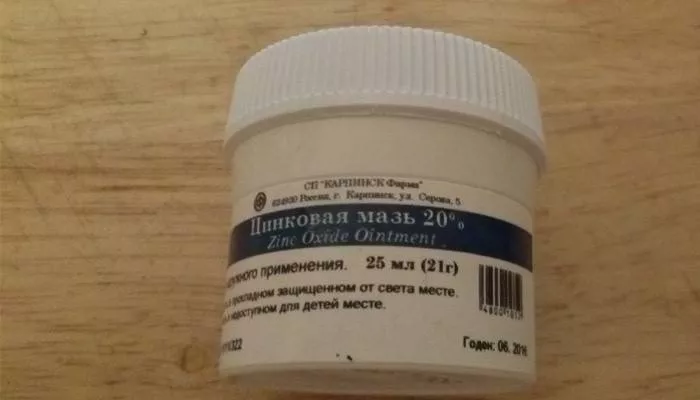 СП "КАРПИНСК Фарма"
624930 Россия, г. Карпинск, ул. Серова, 5
Цинковая мазь 20%
Zinc Oxide Ointment
применения. 25 мл (21г)
прохладном защищенном от света месте.
недоступном для детей месте.
Годен: 06.